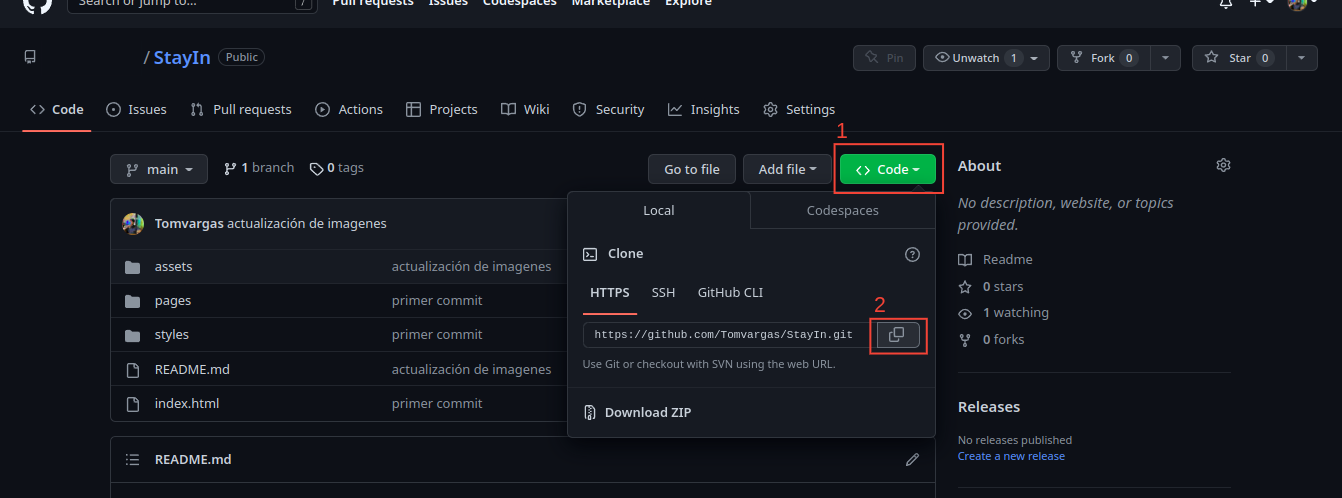 Search or jump to...
/
Pull requests Issues Codespaces Marketplace Explore
/ StayIn Public
Pin
Unwatch 1
Fork 0
Star 0
Code Issues Pull requests Actions Projects Wiki Security Insights Settings
1
main 1 branch 0 tags
Go to file Add file Code
About
Local Codespaces
No description, website, or topics
provided.
Tomvargas actualización de imagenes
Clone
Readme
assets actualización de imagenes
0 stars
HTTPS SSH GitHub CLI
pages primer commit
2
1 watching
styles primer commit
https://github.com/Tomvargas/StayIn.git
0 forks
Use Git or checkout with SVN using the web URL.
README.md actualización de imagenes
index.html primer commit
Download ZIP
Releases
No releases published
Create a new release
README.md